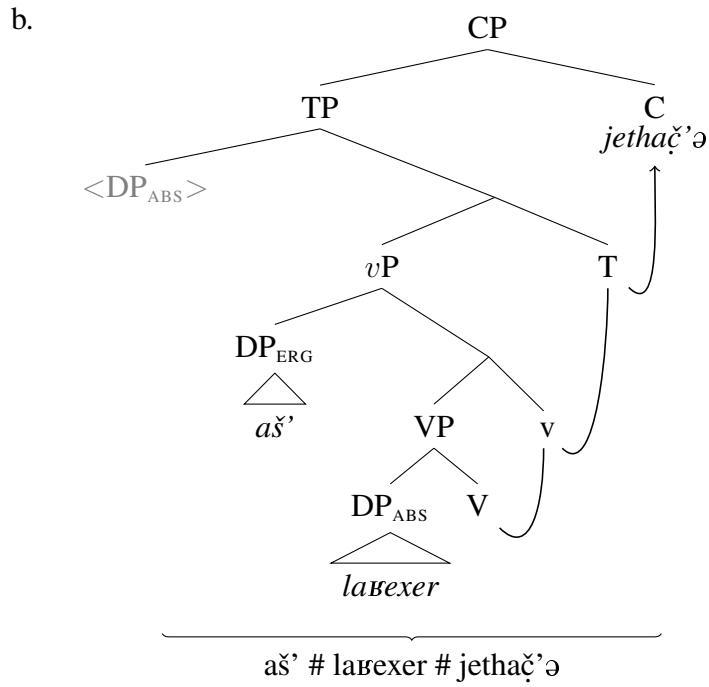 b.
CP
TP C
jethač̣’ə
<DP_ABS>
vP T
DP_ERG
aš’
VP v
DP_ABS V
laʁexer
aš’ # laʁexer # jethač̣’ə